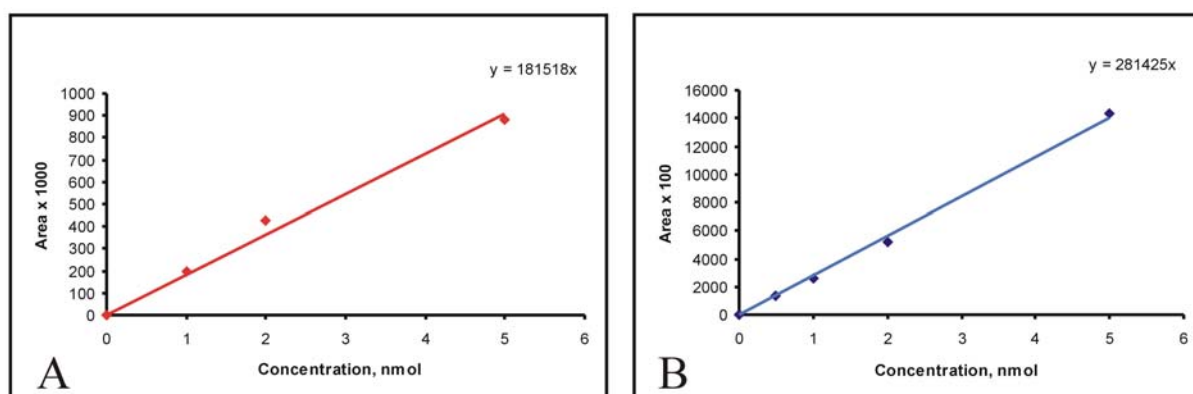 y = 181518x
Area x 1000
1000
900
800
700
600
500
400
300
200
100
0
0 1 2 3 4 5 6
Concentration, nmol
A
y = 281425x
Area x 100
16000
14000
12000
10000
8000
6000
4000
2000
0
0 1 2 3 4 5 6
Concentration, nmol
B